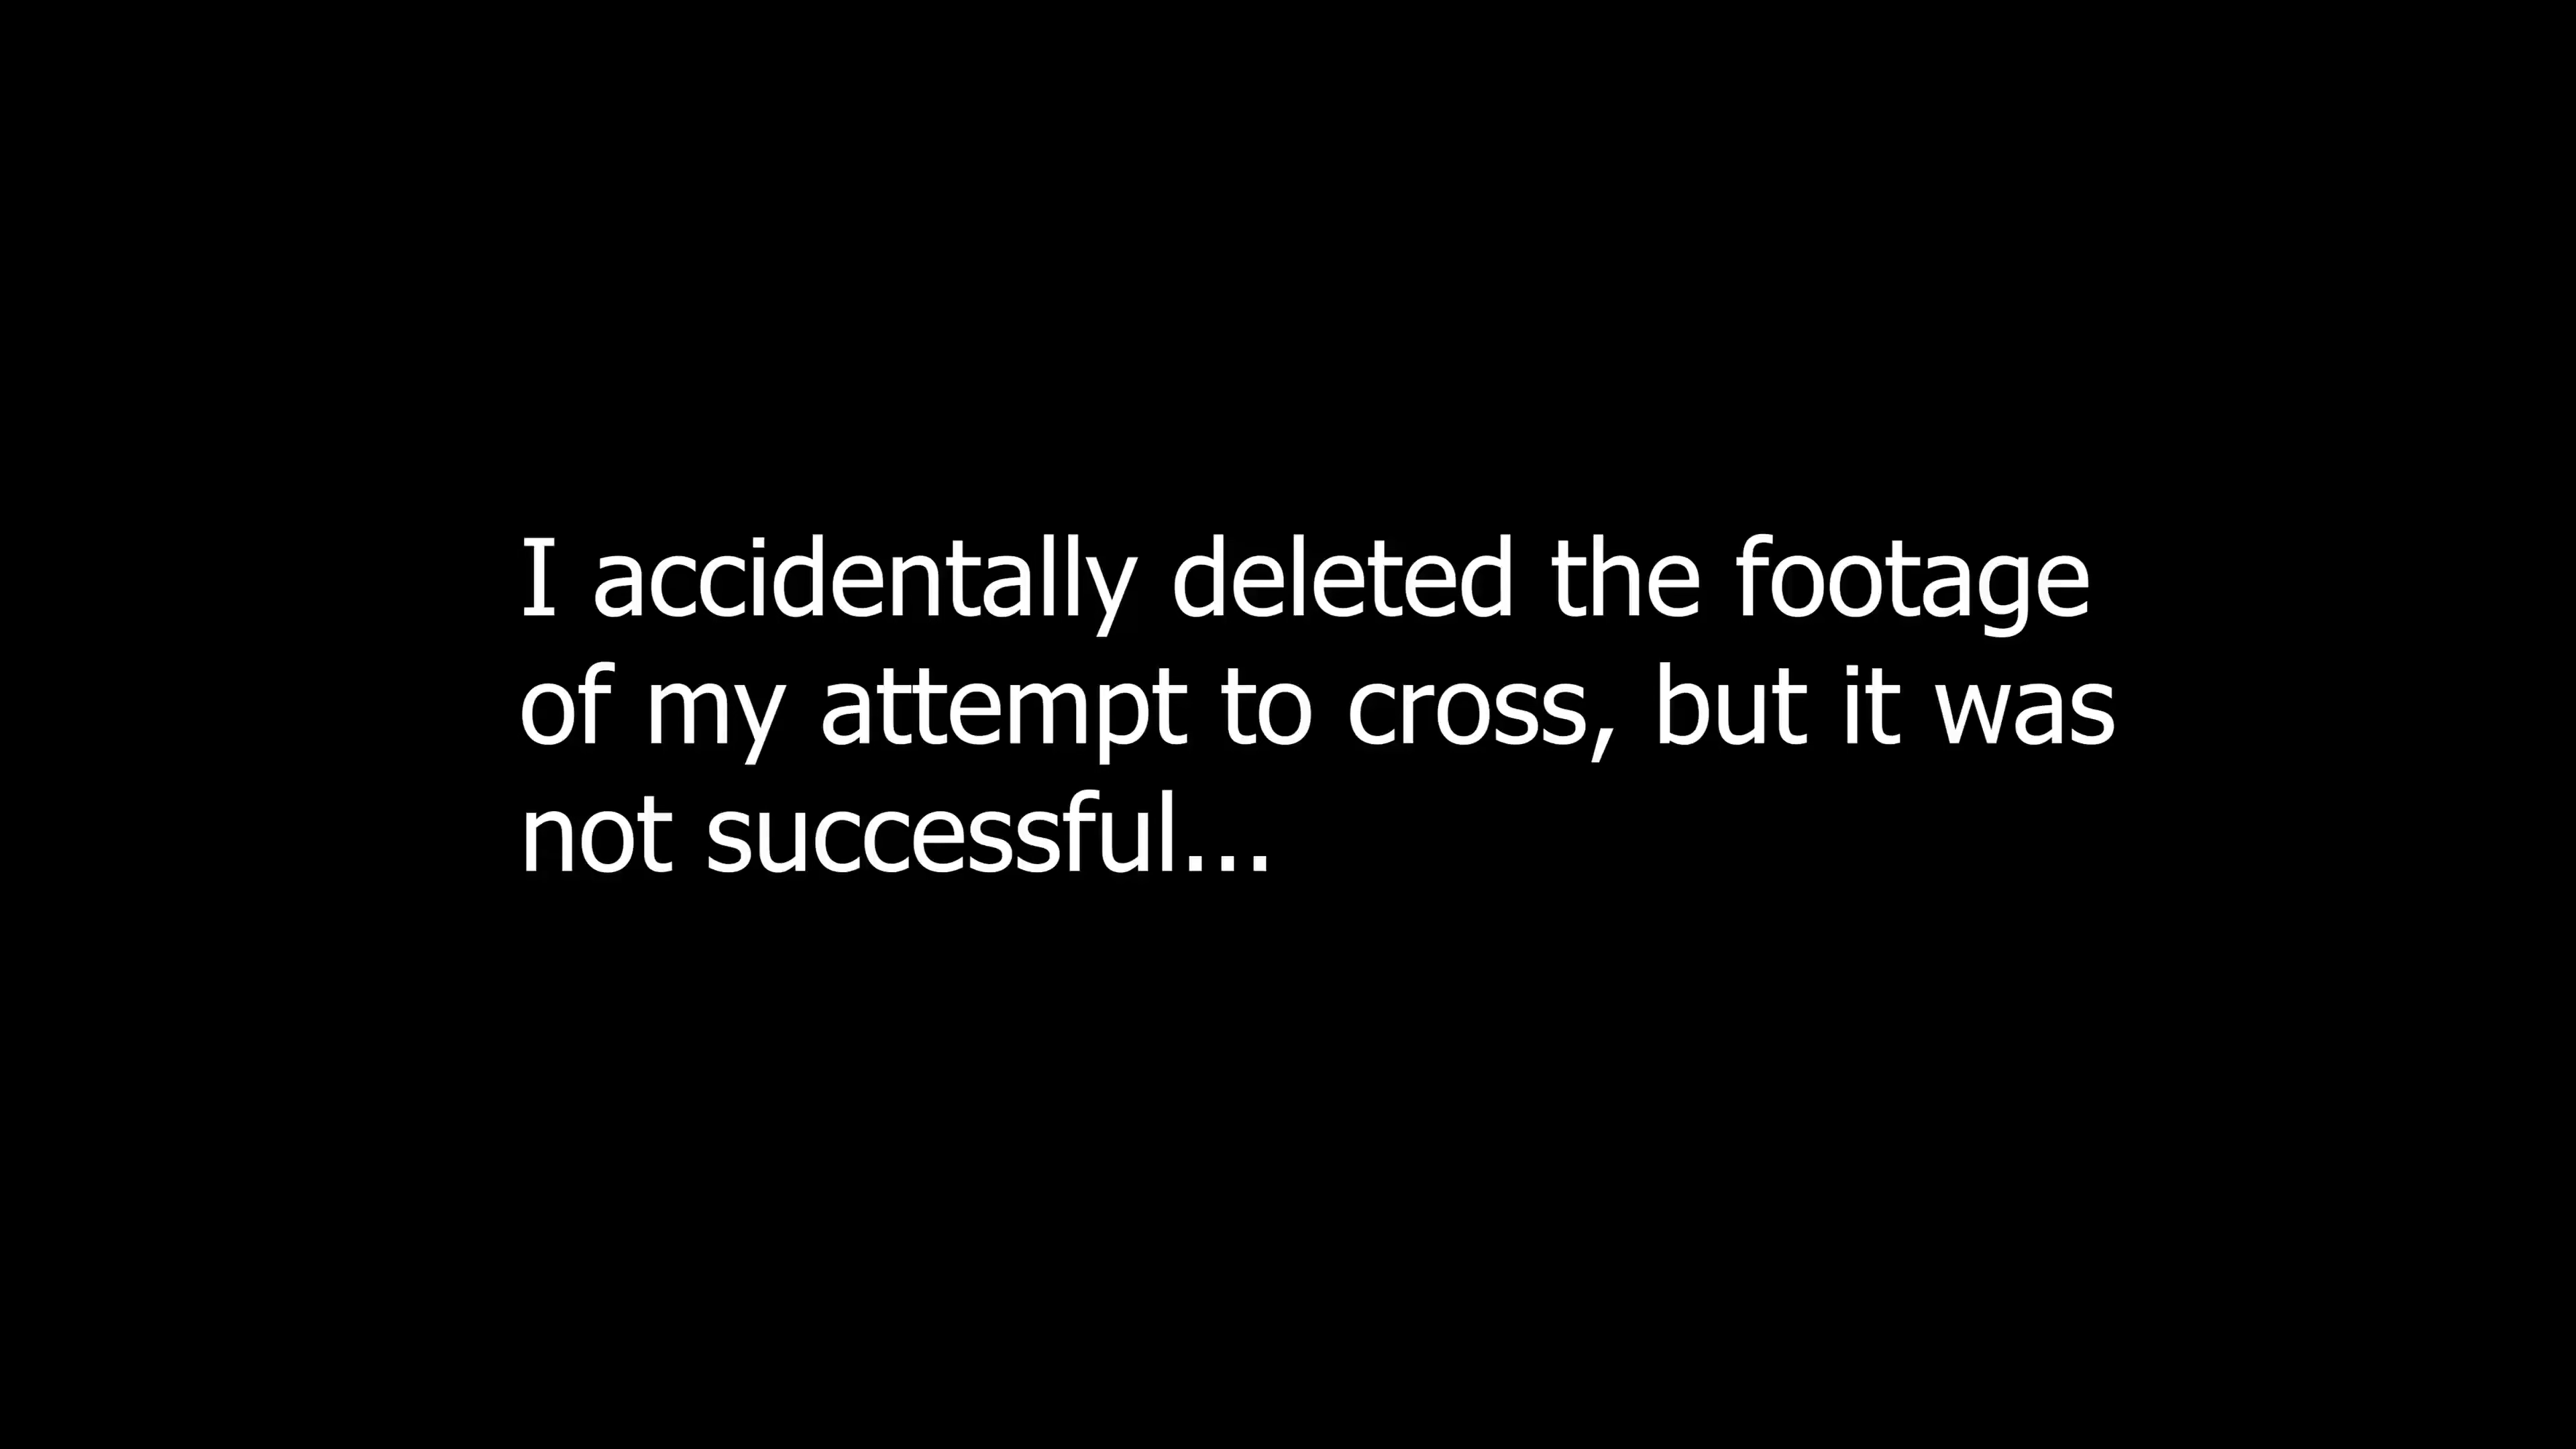 I accidentally deleted the footage
of my attempt to cross, but it was
not successful...